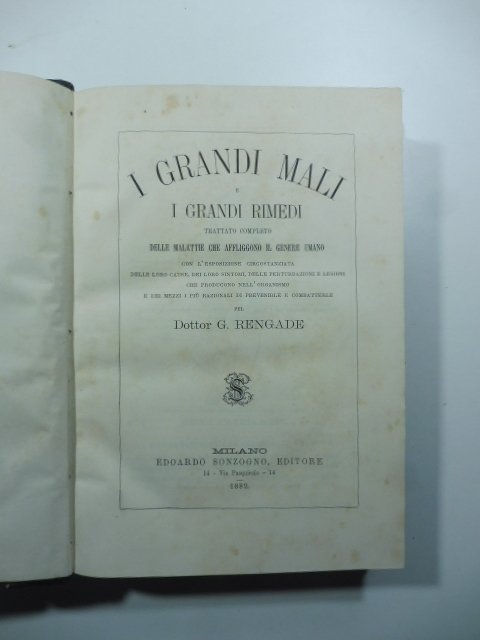 I GRANDI MALI
E
I GRANDI RIMEDI
TRATTATO COMPLETO
DELLE MALATTIE CHE AFFLIGGONO IL GENERE UMANO
CON L'ESPOSIZIONE CIRCOSTANZIATA
DELLE LORO CAUSE, DEI LORO SINTOMI, DELLE PERTURBAZIONI E LESIONI
CHE PRODUCONO NELL'ORGANISMO
E DEI MEZZI I PIÙ RAZIONALI DI PREVENIRLE E COMBATTERLE
PEL
Dottor G. RENGADE
MILANO
EDOARDO SONZOGNO, EDITORE
14 - Via Pasquirolo - 14
1882.